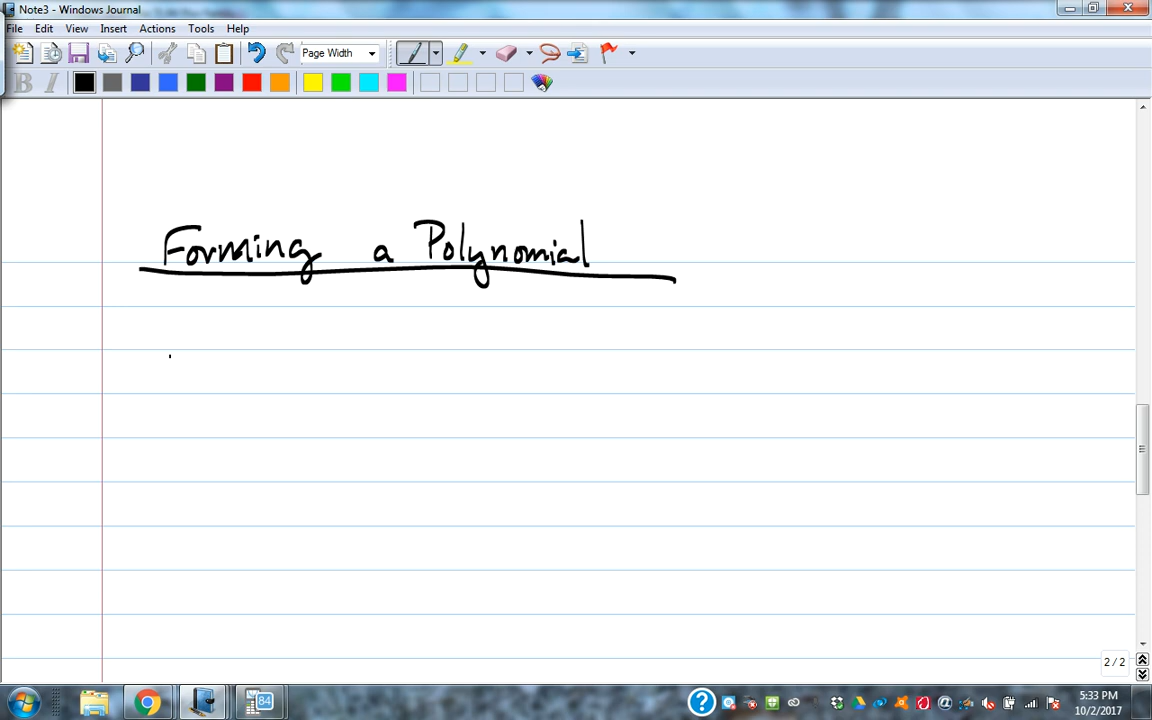 Note3 - Windows Journal
File Edit View Insert Actions Tools Help
Page Width
B I
Forming a Polynomial
2 / 2
84
5:33 PM
10/2/2017